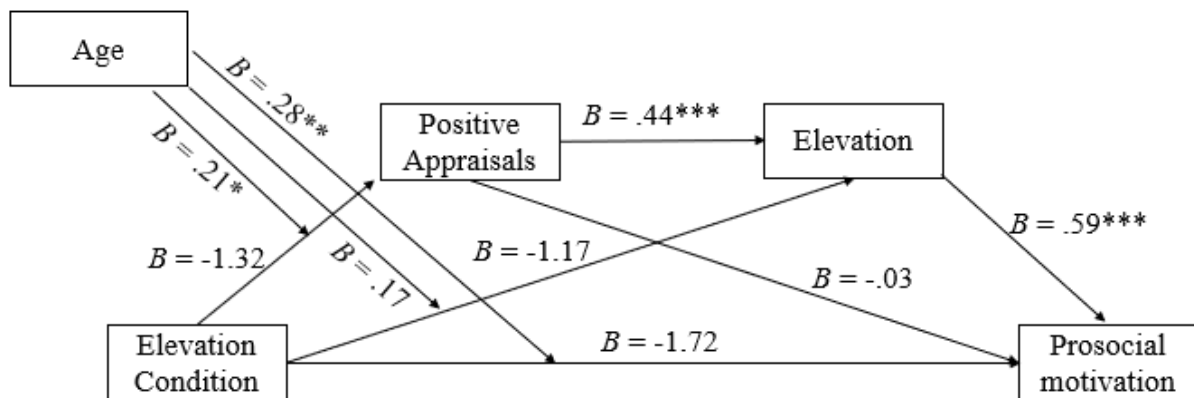 Age
B = .28**
Positive
Appraisals
B = .44***
Elevation
B = .21*
B = .59***
B = -1.32
B = .17
B = -1.17
B = -.03
Elevation
Condition
B = -1.72
Prosocial
motivation